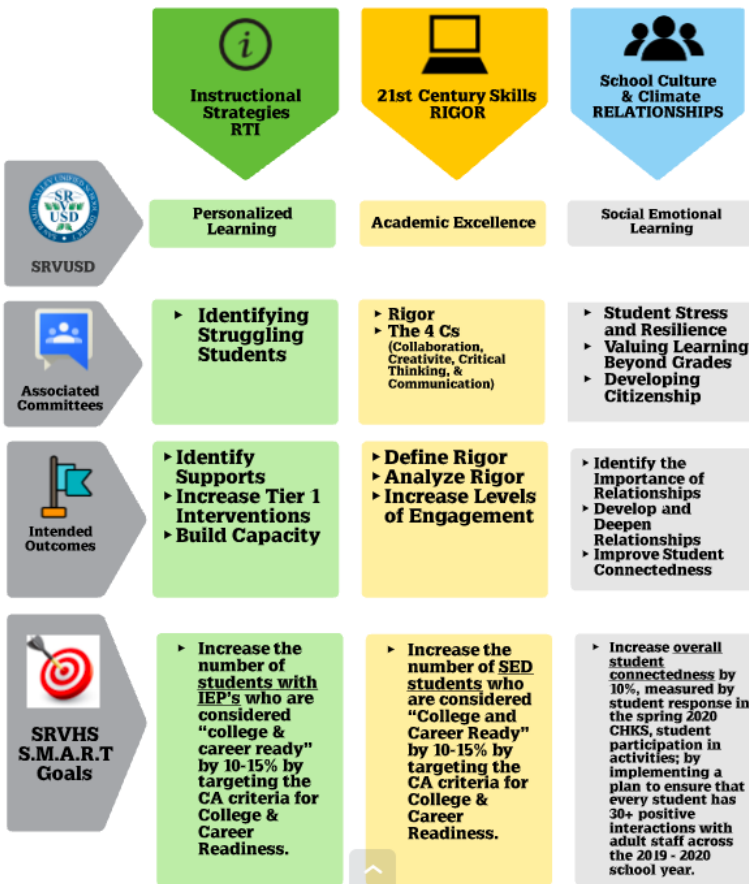 Instructional
Strategies
RTI
21st Century Skills
RIGOR
School Culture
& Climate
RELATIONSHIPS
SAN RAMON VALLEY UNIFIED SCHOOL DISTRICT
SR
V
USD
SRVUSD
Personalized
Learning
Academic Excellence
Social Emotional
Learning
Associated
Committees
‣ Identifying
Struggling
Students
‣ Rigor
‣ The 4 Cs
(Collaboration,
Creativite, Critical
Thinking, &
Communication)
‣ Student Stress
and Resilience
‣ Valuing Learning
Beyond Grades
‣ Developing
Citizenship
Intended
Outcomes
‣ Identify
Supports
‣ Increase Tier 1
Interventions
‣ Build Capacity
‣ Define Rigor
‣ Analyze Rigor
‣ Increase Levels
of Engagement
‣ Identify the
Importance of
Relationships
‣ Develop and
Deepen
Relationships
‣ Improve Student
Connectedness
SRVHS
S.M.A.R.T
Goals
‣ Increase the
number of
students with
IEP's who are
considered
“college &
career ready”
by 10-15% by
targeting the
CA criteria for
College &
Career
Readiness.
‣ Increase the
number of SED
students who
are considered
“College and
Career Ready”
by 10-15% by
targeting the
CA criteria for
College &
Career
Readiness.
‣ Increase overall
student
connectedness by
10%, measured by
student response in
the spring 2020
CHKS, student
participation in
activities; by
implementing a
plan to ensure that
every student has
30+ positive
interactions with
adult staff across
the 2019 - 2020
school year.